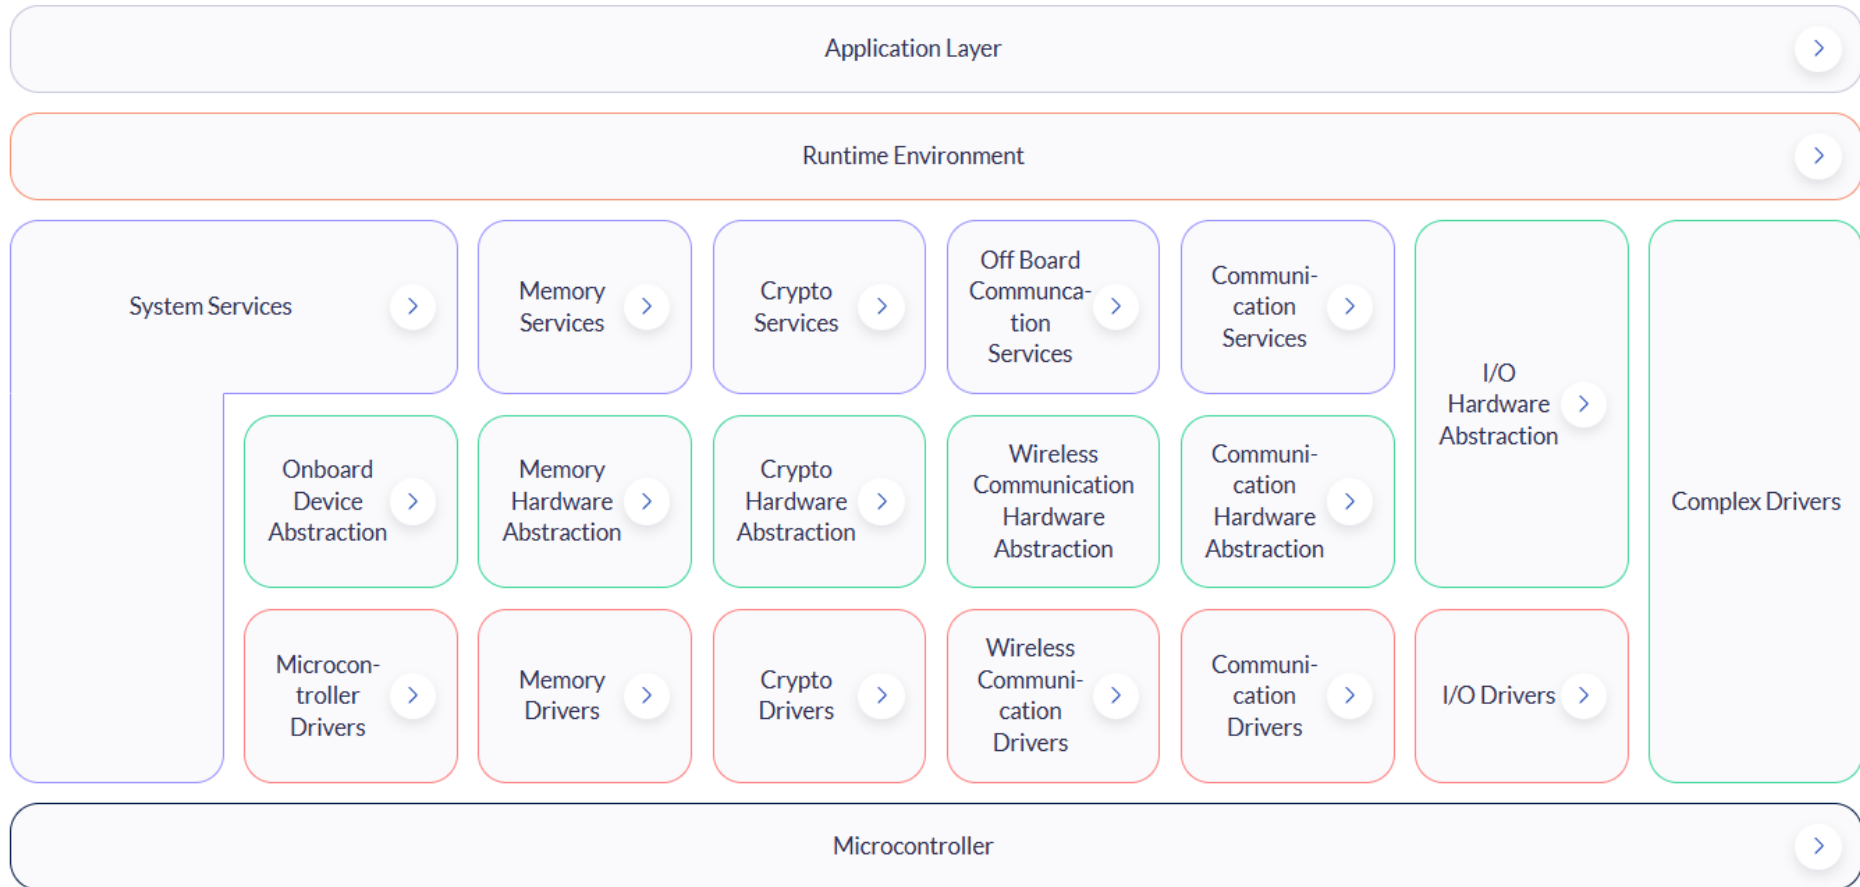 Application Layer
Runtime Environment
System Services
Memory
Services
Crypto
Services
Off Board
Communca-
tion
Services
Communi-
cation
Services
I/O
Hardware
Abstraction
Complex Drivers
Onboard
Device
Abstraction
Memory
Hardware
Abstraction
Crypto
Hardware
Abstraction
Wireless
Communication
Hardware
Abstraction
Communi-
cation
Hardware
Abstraction
Microcon-
troller
Drivers
Memory
Drivers
Crypto
Drivers
Wireless
Communi-
cation
Drivers
Communi-
cation
Drivers
I/O Drivers
Microcontroller